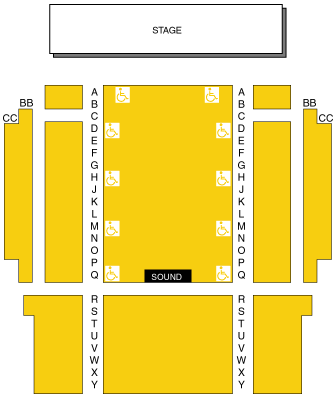 STAGE
A A
B B
BB BB
C C
CC CC
D D
E E
F F
G G
H H
J J
K K
L L
M M
N N
O O
P P
Q SOUND Q
R R
S S
T T
U U
V V
W W
X X
Y Y